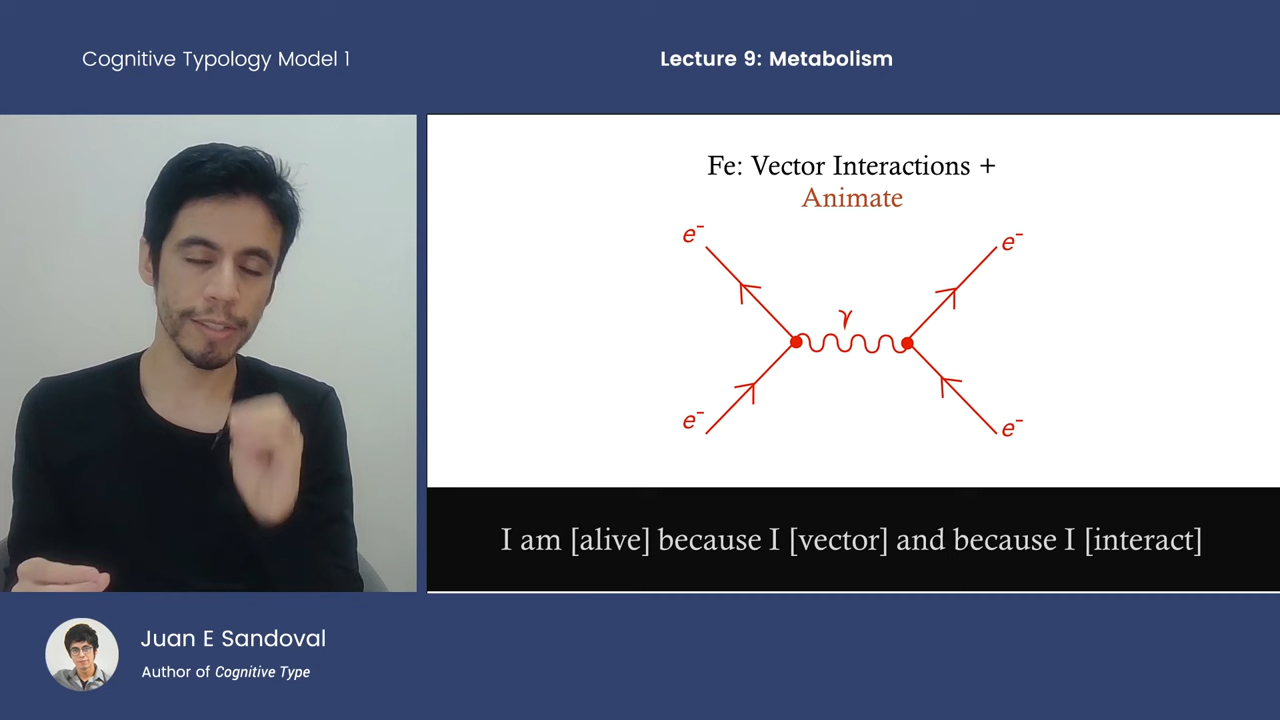 Cognitive Typology Model 1
Lecture 9: Metabolism
Fe: Vector Interactions +
Animate
e⁻
e⁻
γ
e⁻
e⁻
I am [alive] because I [vector] and because I [interact]
Juan E Sandoval
Author of Cognitive Type